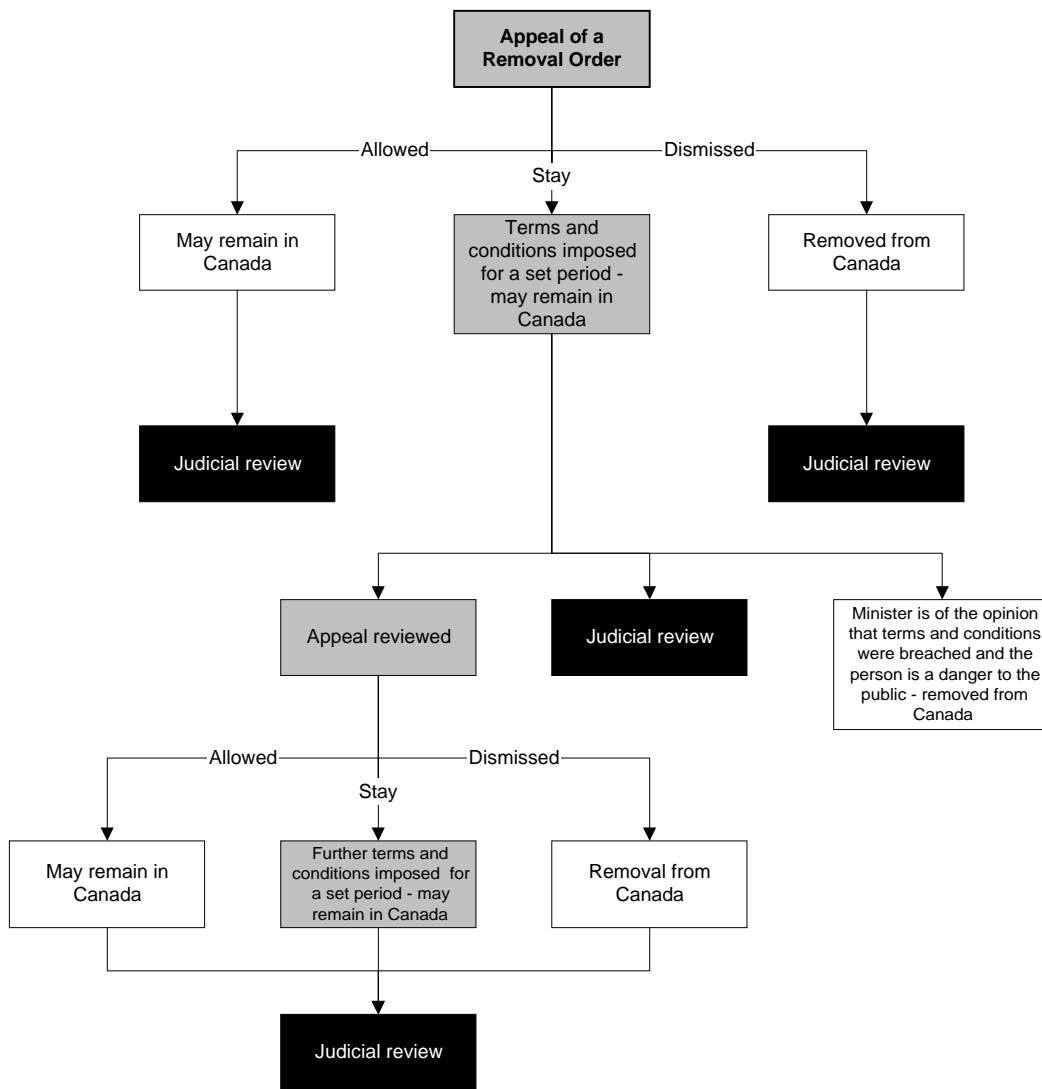 Appeal of a
Removal Order
Allowed
Dismissed
Stay
May remain in
Canada
Terms and
conditions imposed
for a set period -
may remain in
Canada
Removed from
Canada
Judicial review
Judicial review
Appeal reviewed
Judicial review
Minister is of the opinion
that terms and conditions
were breached and the
person is a danger to the
public - removed from
Canada
Allowed
Dismissed
Stay
May remain in
Canada
Further terms and
conditions imposed for
a set period - may
remain in Canada
Removal from
Canada
Judicial review